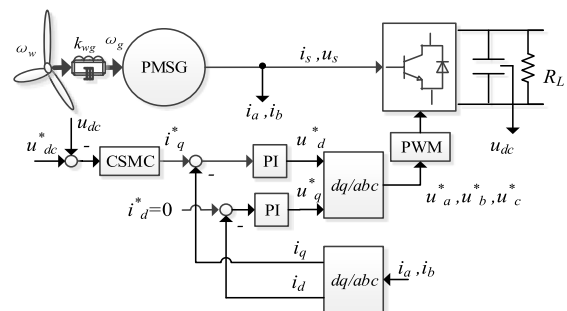 ω_w
k_wg
ω_g
PMSG
i_s ,u_s
i_a ,i_b
R_L
u_dc
u_dc
u*_dc
-
CSMC
i*_q
-
PI
u*_d
dq/abc
PWM
u*_a ,u*_b ,u*_c
i*_d=0
-
PI
u*_q
i_q
i_d
dq/abc
i_a ,i_b